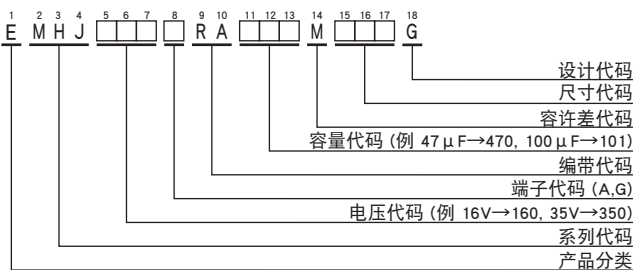 1 2 3 4 5 6 7 8 9 10 11 12 13 14 15 16 17 18
E M H J □□□ □ R A □□□ M □□□ G
设计代码
尺寸代码
容许差代码
容量代码 (例 47μF→470, 100μF→101)
编带代码
端子代码 (A,G)
电压代码 (例 16V→160, 35V→350)
系列代码
产品分类